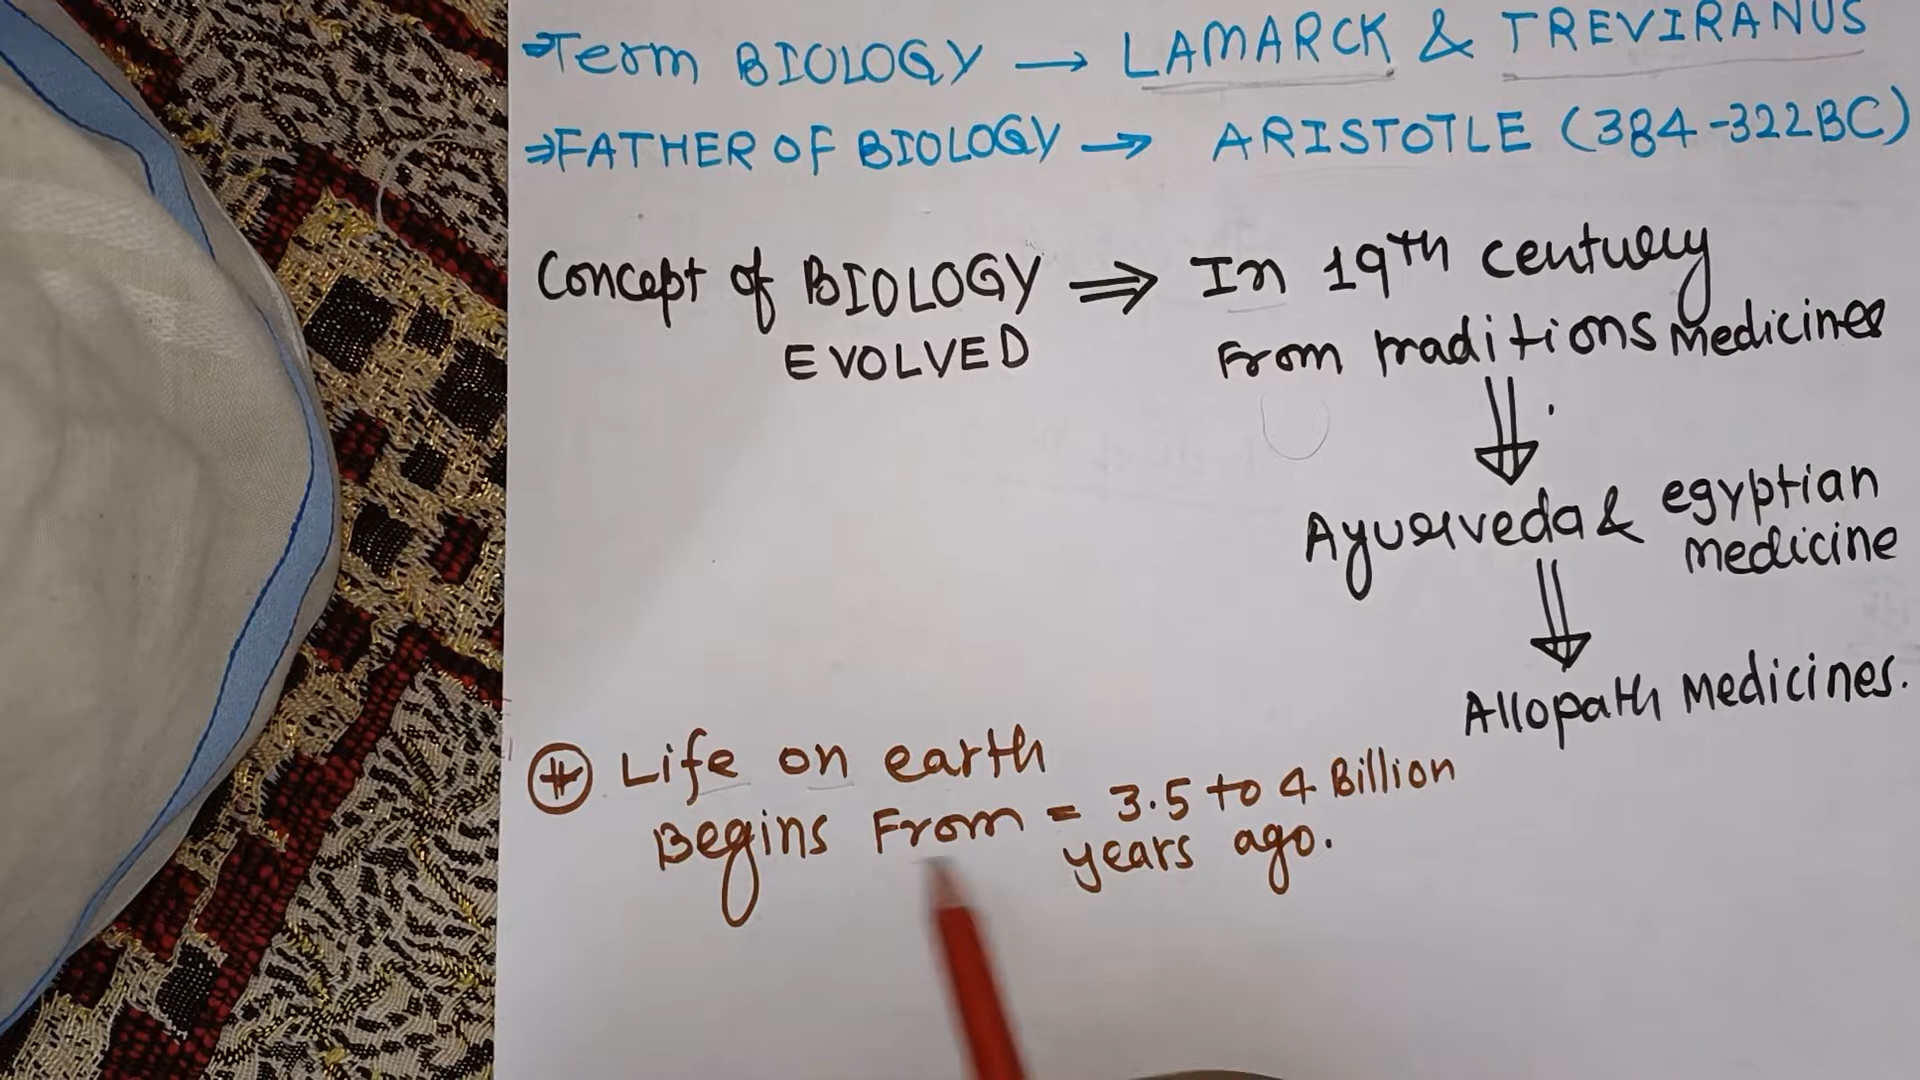 ⇒Term BIOLOGY → LAMARCK & TREVIRANUS
⇒FATHER OF BIOLOGY → ARISTOTLE (384-322BC)
Concept of BIOLOGY ⇒ In 19th century
EVOLVED
From traditions Medicines
Ayurveda & egyptian
medicine
Allopath Medicines.
# Life on earth
Begins From = 3.5 to 4 Billion
years ago.